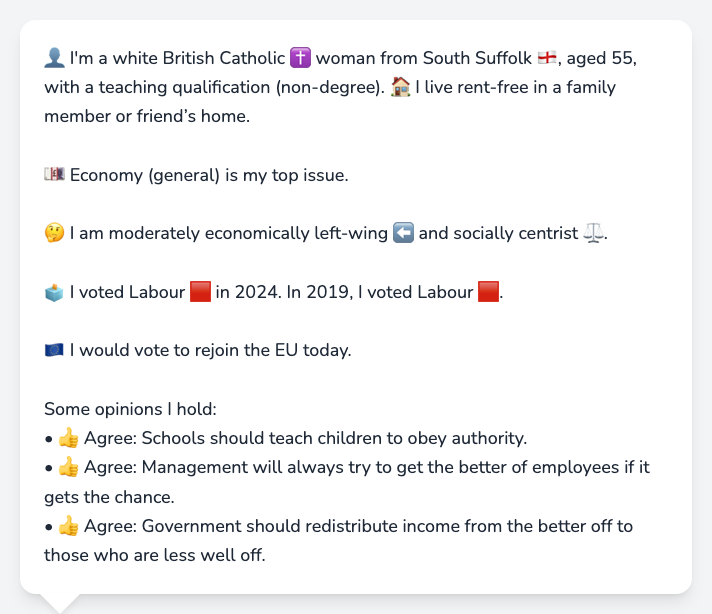 👤 I'm a white British Catholic ✝️ woman from South Suffolk 🏴󠁧󠁢󠁥󠁮󠁧󠁿, aged 55,
with a teaching qualification (non-degree). 🏠 I live rent-free in a family
member or friend’s home.
💷 Economy (general) is my top issue.
🤔 I am moderately economically left-wing ⬅️ and socially centrist ⚖️.
🗳️ I voted Labour 🟥 in 2024. In 2019, I voted Labour 🟥.
🇪🇺 I would vote to rejoin the EU today.
Some opinions I hold:
• 👍 Agree: Schools should teach children to obey authority.
• 👍 Agree: Management will always try to get the better of employees if it
gets the chance.
• 👍 Agree: Government should redistribute income from the better off to
those who are less well off.